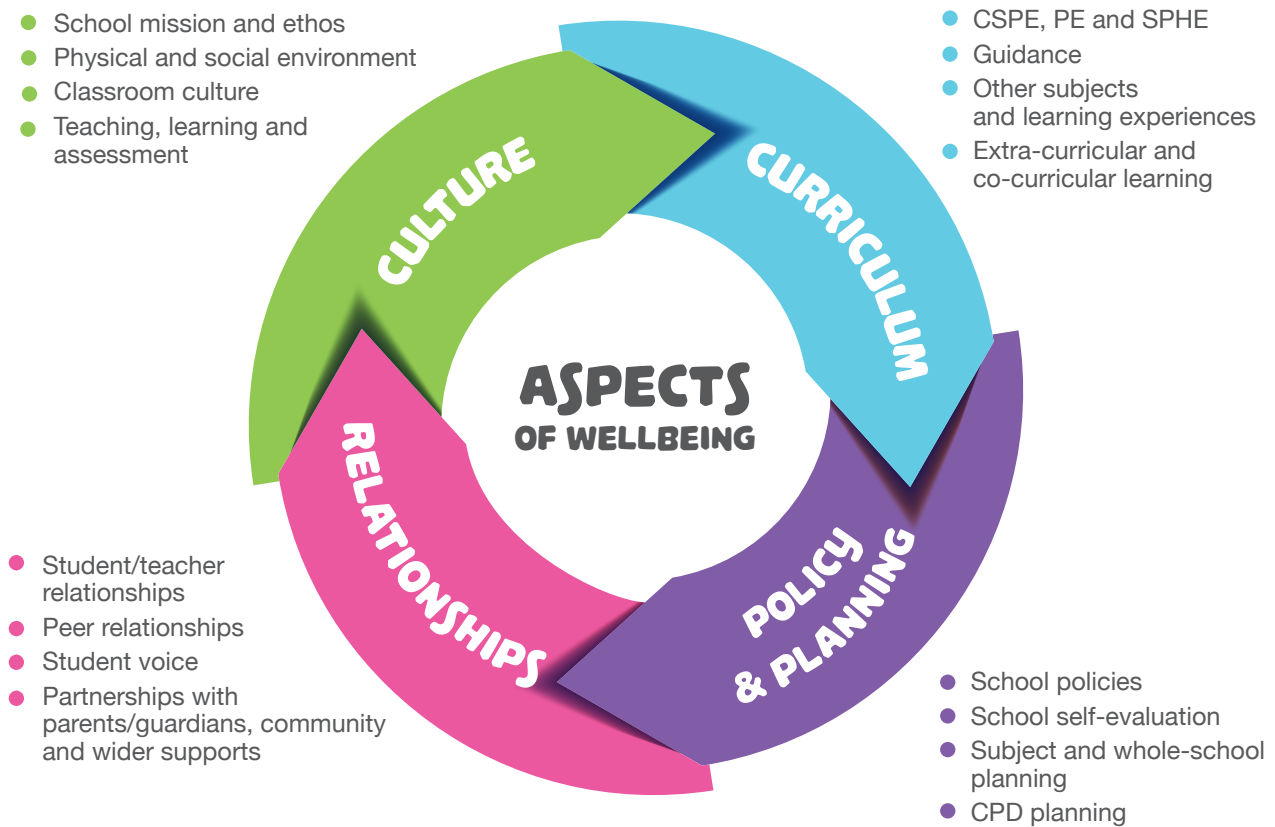 School mission and ethos
Physical and social environment
Classroom culture
Teaching, learning and
assessment
CSPE, PE and SPHE
Guidance
Other subjects
and learning experiences
Extra-curricular and
co-curricular learning
CULTURE
CURRICULUM
ASPECTS
OF WELLBEING
RELATIONSHIPS
POLICY
& PLANNING
Student/teacher
relationships
Peer relationships
Student voice
Partnerships with
parents/guardians, community
and wider supports
School policies
School self-evaluation
Subject and whole-school
planning
CPD planning